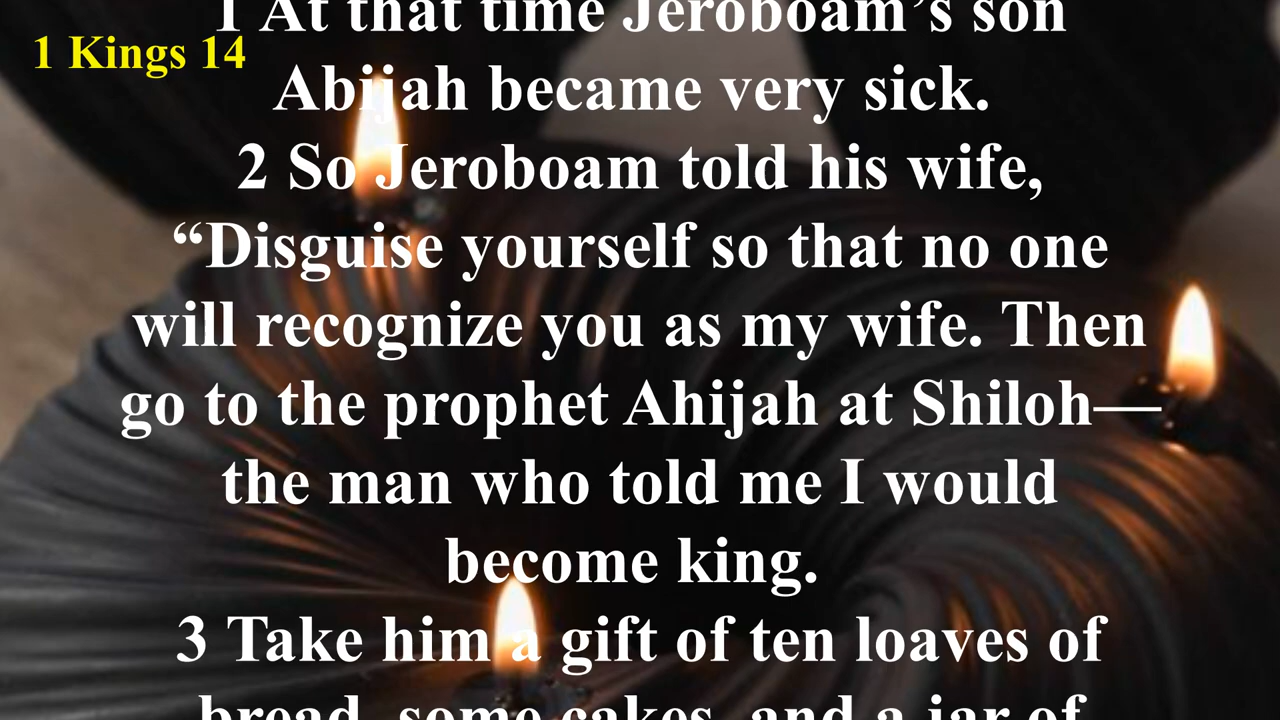 1 At that time Jeroboam’s son
1 Kings 14
Abijah became very sick.
2 So Jeroboam told his wife,
“Disguise yourself so that no one
will recognize you as my wife. Then
go to the prophet Ahijah at Shiloh—
the man who told me I would
become king.
3 Take him a gift of ten loaves of
bread, some cakes, and a jar of